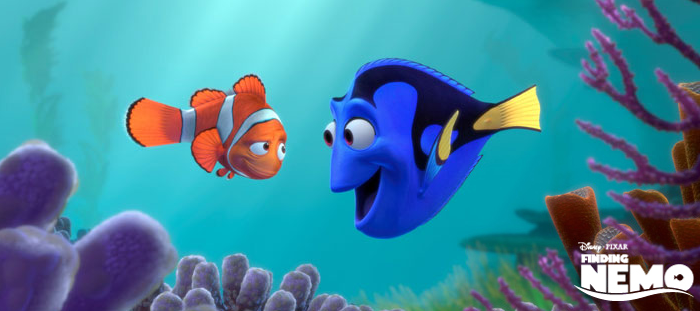 Disney · PIXAR
FINDING
NEMO